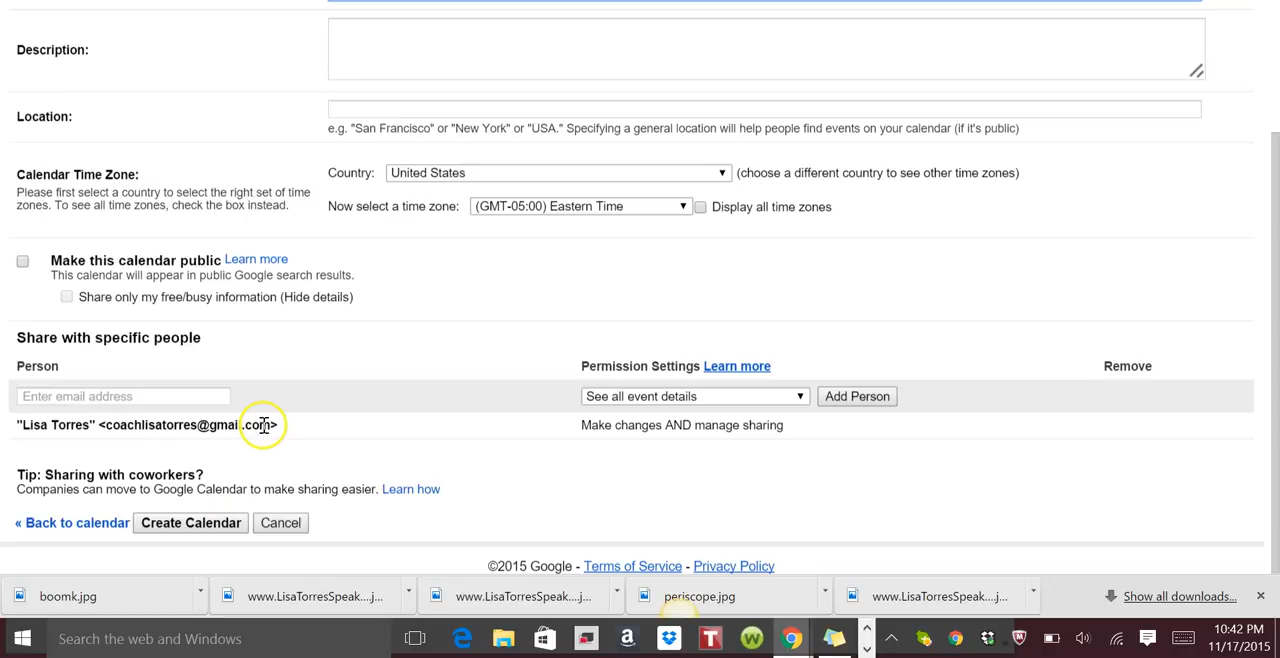 Description:
Location:
e.g. "San Francisco" or "New York" or "USA." Specifying a general location will help people find events on your calendar (if it's public)
Calendar Time Zone:
Please first select a country to select the right set of time
zones. To see all time zones, check the box instead.
Country: United States (choose a different country to see other time zones)
Now select a time zone: (GMT-05:00) Eastern Time Display all time zones
Make this calendar public Learn more
This calendar will appear in public Google search results.
Share only my free/busy information (Hide details)
Share with specific people
Person Permission Settings Learn more Remove
Enter email address See all event details Add Person
"Lisa Torres" <coachlisatorres@gmail.com> Make changes AND manage sharing
Tip: Sharing with coworkers?
Companies can move to Google Calendar to make sharing easier. Learn how
« Back to calendar Create Calendar Cancel
©2015 Google - Terms of Service - Privacy Policy
boomk.jpg www.LisaTorresSpeak....j... www.LisaTorresSpeak....j... periscope.jpg www.LisaTorresSpeak....j... Show all downloads...
Search the web and Windows
10:42 PM
11/17/2015